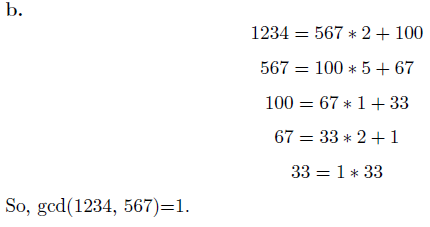 b.
1234 = 567 ∗ 2 + 100
567 = 100 ∗ 5 + 67
100 = 67 ∗ 1 + 33
67 = 33 ∗ 2 + 1
33 = 1 ∗ 33
So, gcd(1234, 567)=1.